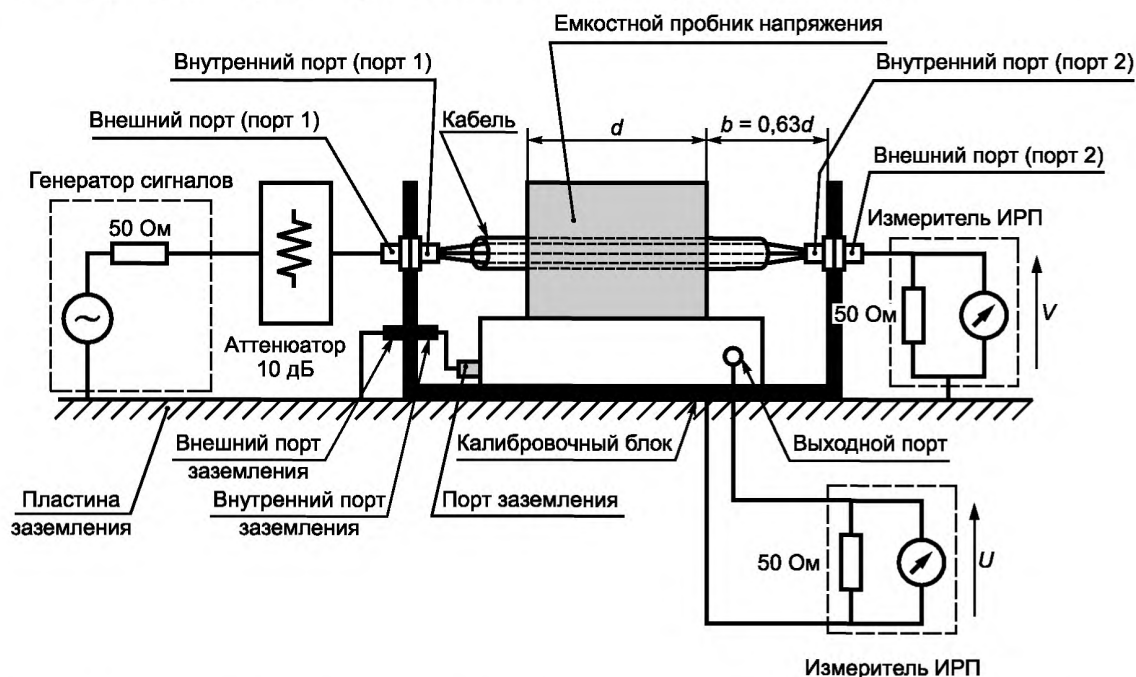 Емкостной пробник напряжения
Внутренний порт (порт 1)
Внутренний порт (порт 2)
Внешний порт (порт 1)
Кабель
d
b = 0,63d
Внешний порт (порт 2)
Генератор сигналов
50 Ом
Измеритель ИРП
50 Ом
V
Аттенюатор
10 дБ
Внешний порт
заземления
Калибровочный блок
Выходной порт
Пластина
заземления
Внутренний порт
заземления
Порт заземления
50 Ом
U
Измеритель ИРП